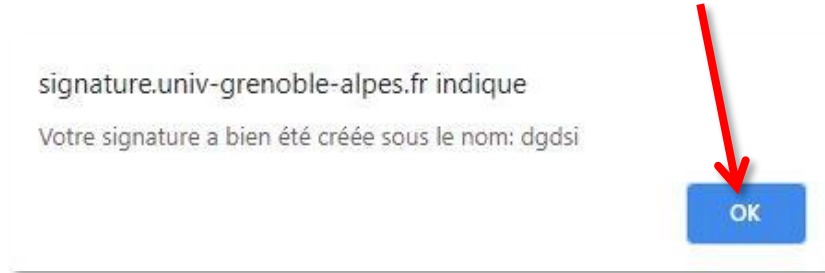 signature.univ-grenoble-alpes.fr indique
Votre signature a bien été créée sous le nom: dgdsi
OK